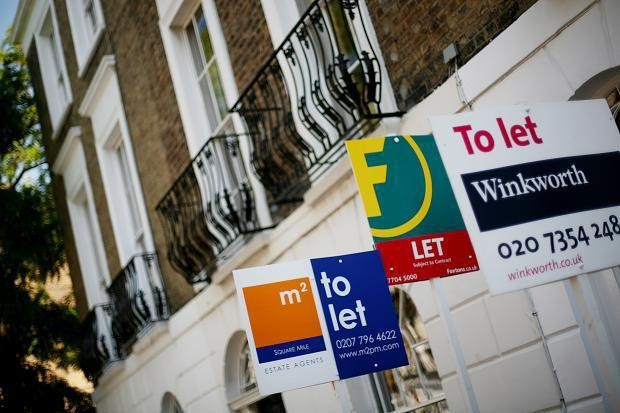 m²
SQUARE MILE
ESTATE AGENTS
to
let
0207 796 4622
www.m2pm.com
F
LET
Subject to Contract
7704 5000
Foxtons.co.uk
To let
Winkworth
020 7354 248
winkworth.co.uk